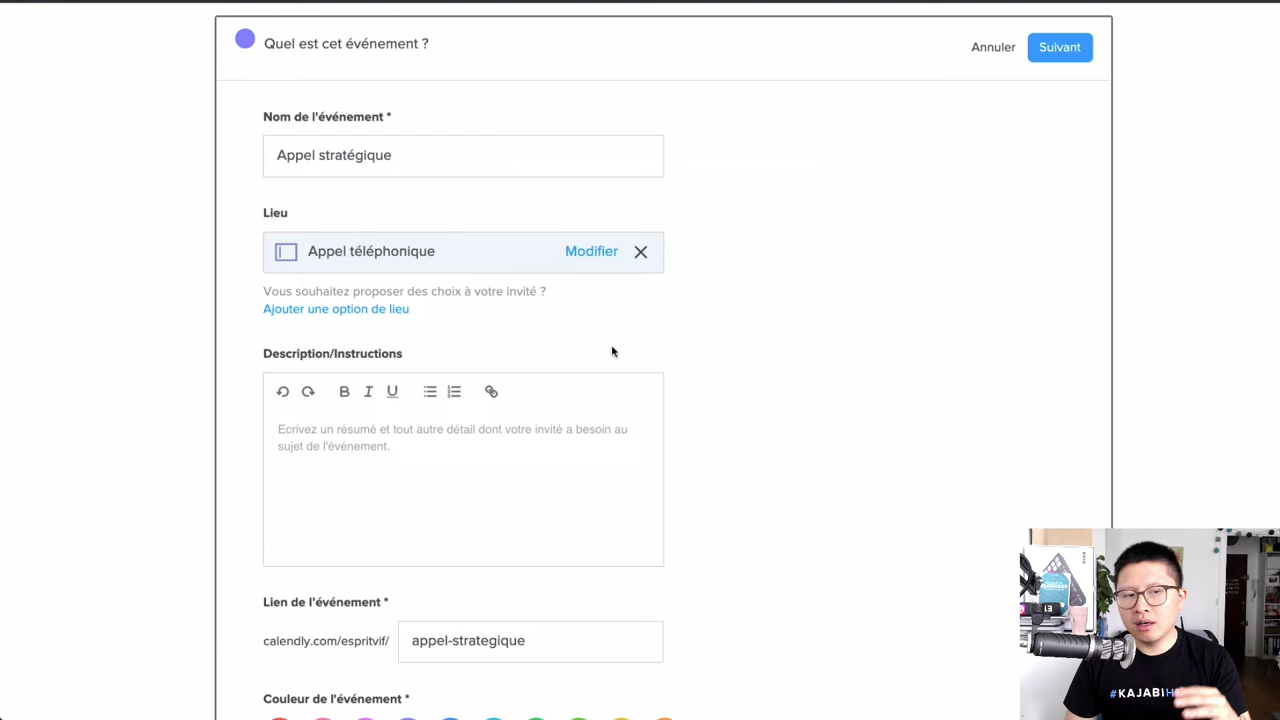 Quel est cet événement ?
Annuler
Suivant
Nom de l'événement *
Appel stratégique
Lieu
Appel téléphonique
Modifier
Vous souhaitez proposer des choix à votre invité ?
Ajouter une option de lieu
Description/Instructions
B I U
Ecrivez un résumé et tout autre détail dont votre invité a besoin au
sujet de l'événement.
Lien de l'événement *
calendly.com/espritvif/
appel-strategique
Couleur de l'événement *